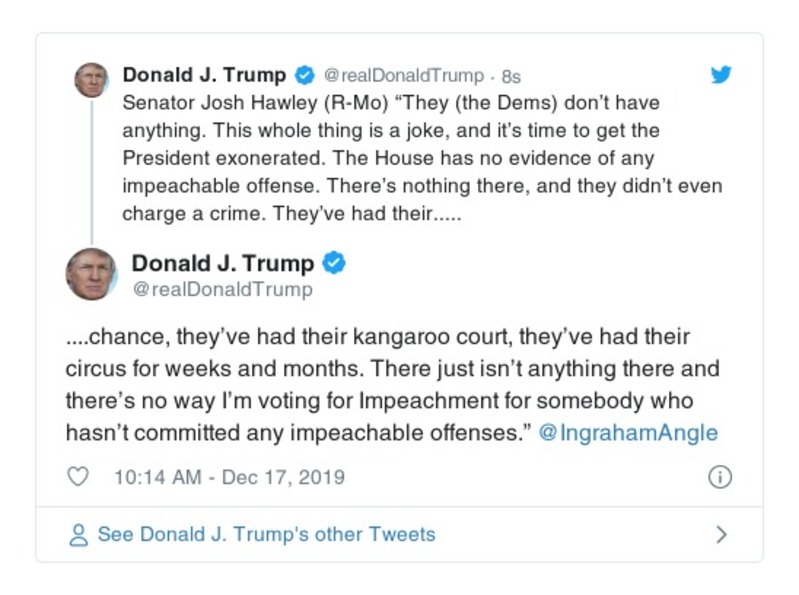 Donald J. Trump @realDonaldTrump · 8s
Senator Josh Hawley (R-Mo) “They (the Dems) don’t have
anything. This whole thing is a joke, and it’s time to get the
President exonerated. The House has no evidence of any
impeachable offense. There’s nothing there, and they didn’t even
charge a crime. They’ve had their.....
Donald J. Trump
@realDonaldTrump
....chance, they’ve had their kangaroo court, they’ve had their
circus for weeks and months. There just isn’t anything there and
there’s no way I’m voting for Impeachment for somebody who
hasn’t committed any impeachable offenses.” @IngrahamAngle
10:14 AM - Dec 17, 2019
See Donald J. Trump's other Tweets